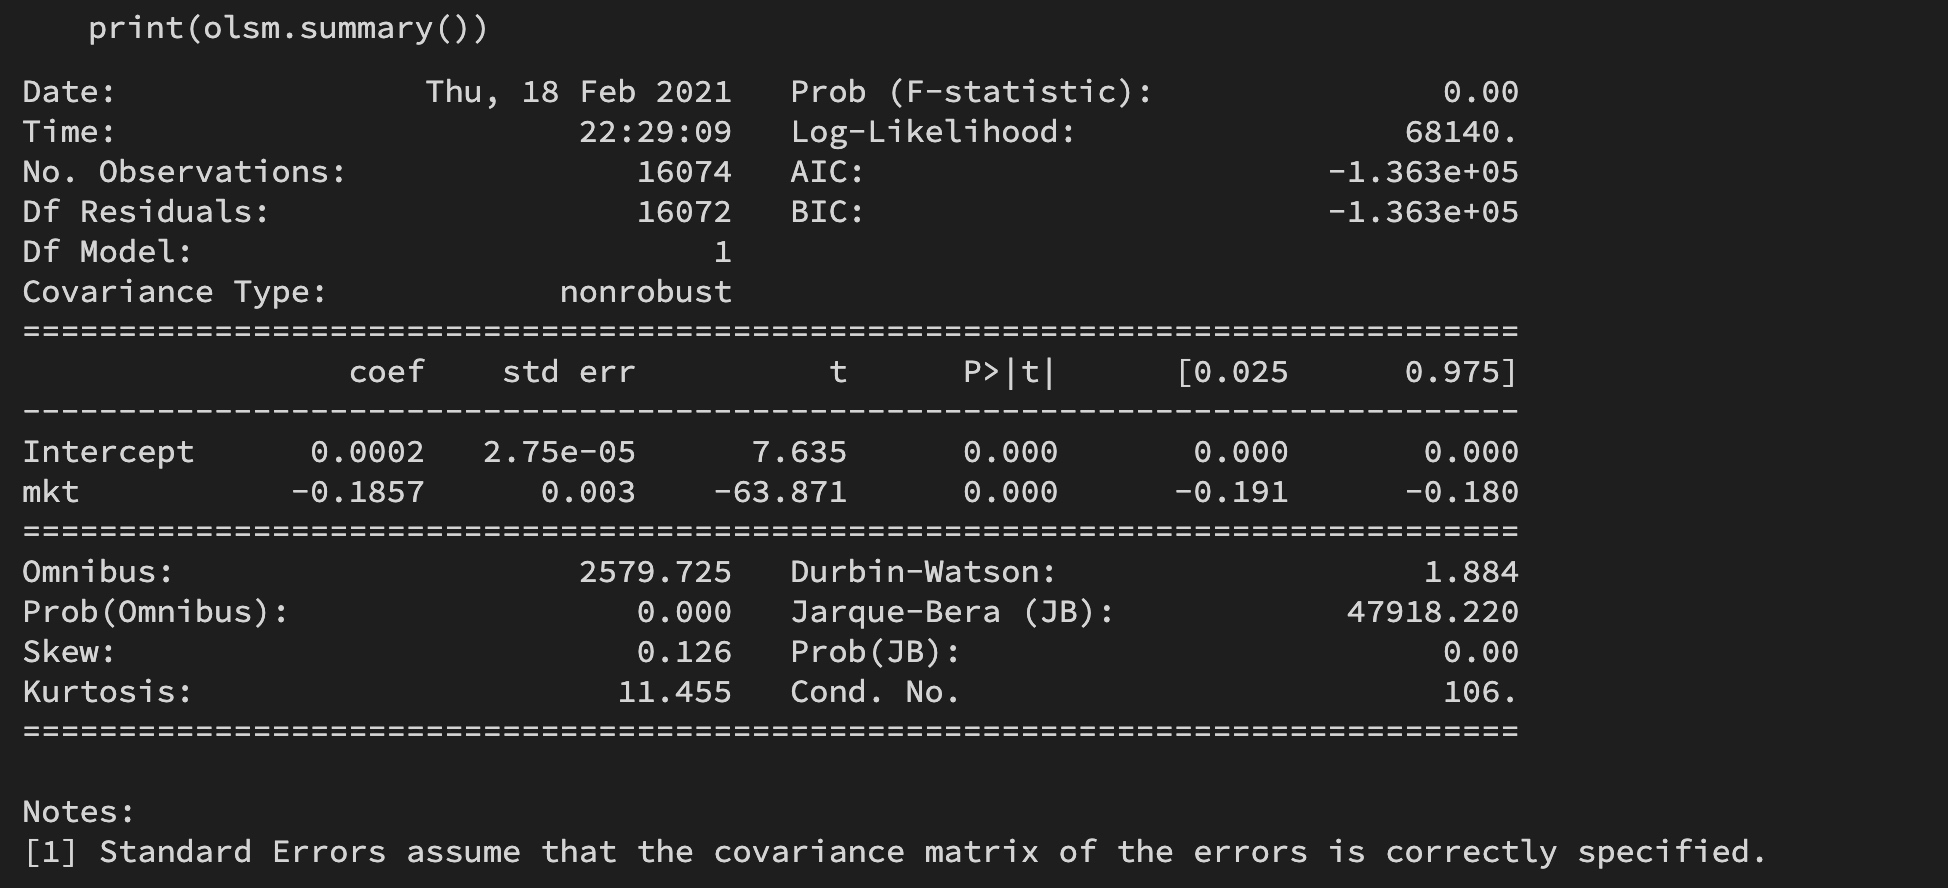 print(olsm.summary())
Date:                Thu, 18 Feb 2021   Prob (F-statistic):               0.00
Time:                        22:29:09   Log-Likelihood:                 68140.
No. Observations:               16074   AIC:                        -1.363e+05
Df Residuals:                   16072   BIC:                        -1.363e+05
Df Model:                           1
Covariance Type:            nonrobust
==============================================================================
                 coef    std err          t      P>|t|      [0.025      0.975]
------------------------------------------------------------------------------
Intercept      0.0002   2.75e-05      7.635      0.000       0.000       0.000
mkt           -0.1857      0.003    -63.871      0.000      -0.191      -0.180
==============================================================================
Omnibus:                     2579.725   Durbin-Watson:                   1.884
Prob(Omnibus):                  0.000   Jarque-Bera (JB):            47918.220
Skew:                           0.126   Prob(JB):                         0.00
Kurtosis:                      11.455   Cond. No.                         106.
==============================================================================
Notes:
[1] Standard Errors assume that the covariance matrix of the errors is correctly specified.